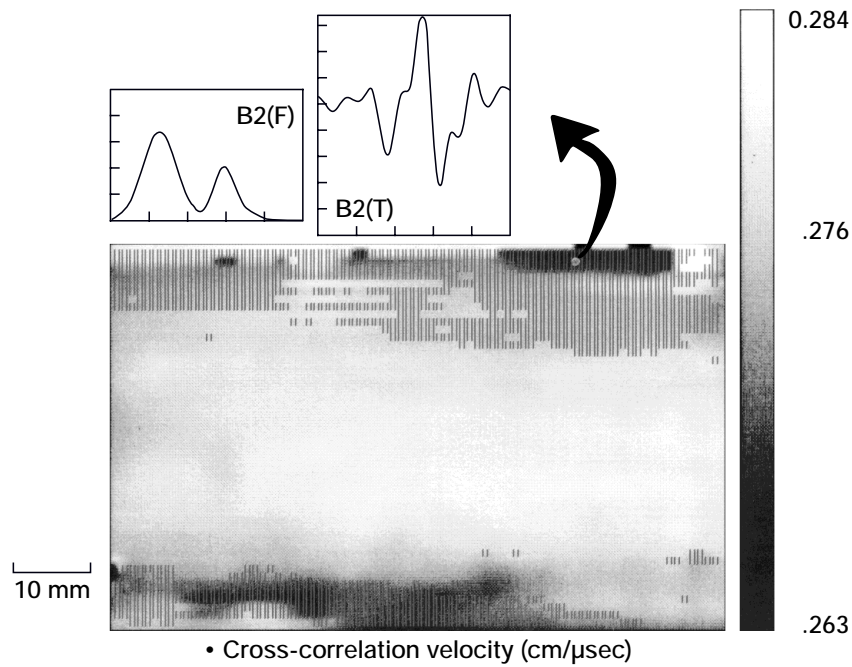 0.284
B2(F)
B2(T)
.276
10 mm
.263
• Cross-correlation velocity (cm/µsec)